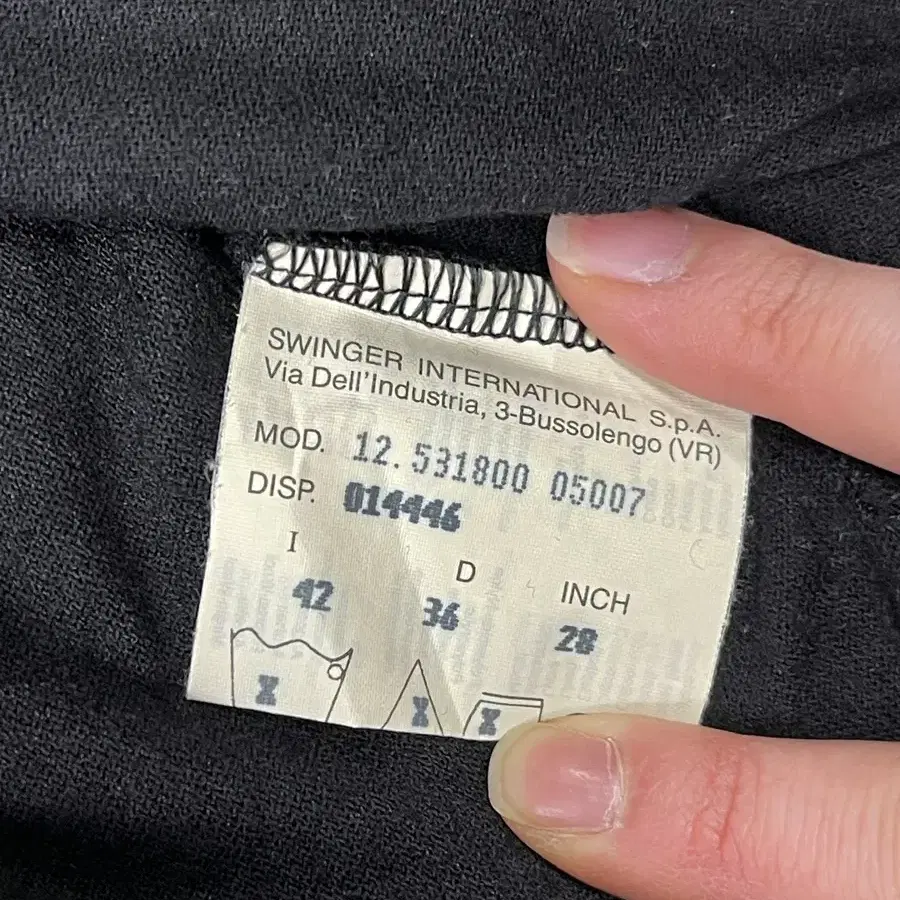 SWINGER INTERNATIONAL S.p.A.
Via Dell'Industria, 3-Bussolengo (VR)
MOD. 12.531800 05007
DISP. 014446
I D INCH
42 36 28
X X X